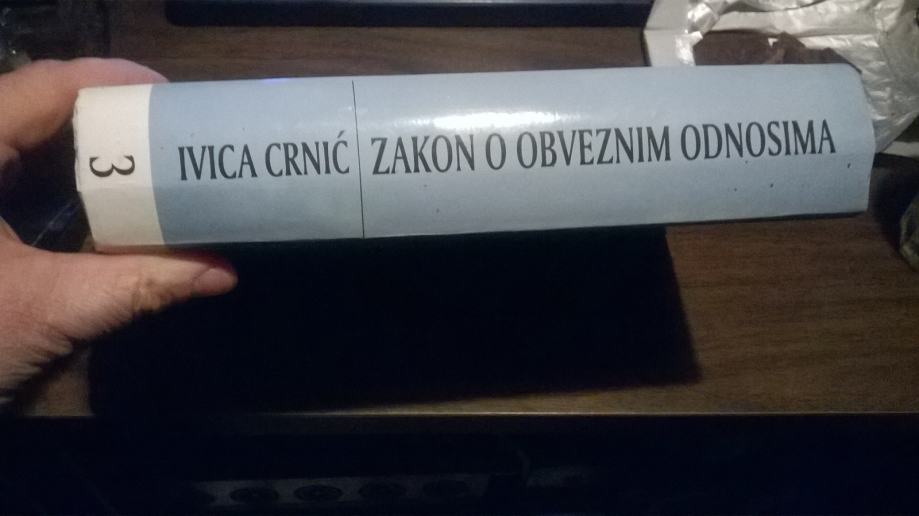 3
IVICA CRNIĆ
ZAKON O OBVEZNIM ODNOSIMA